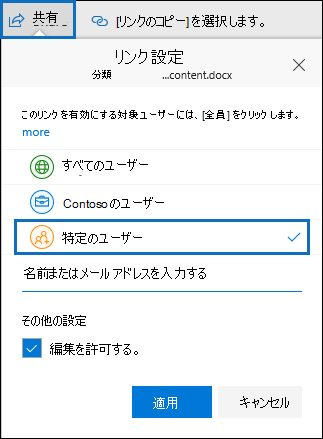 共有
[リンクのコピー]を選択します。
リンク設定
分類 ...content.docx
このリンクを有効にする対象ユーザーには、[全員]をクリックします。
more
すべてのユーザー
Contosoのユーザー
特定のユーザー
名前またはメール アドレスを入力する
その他の設定
編集を許可する。
適用 キャンセル